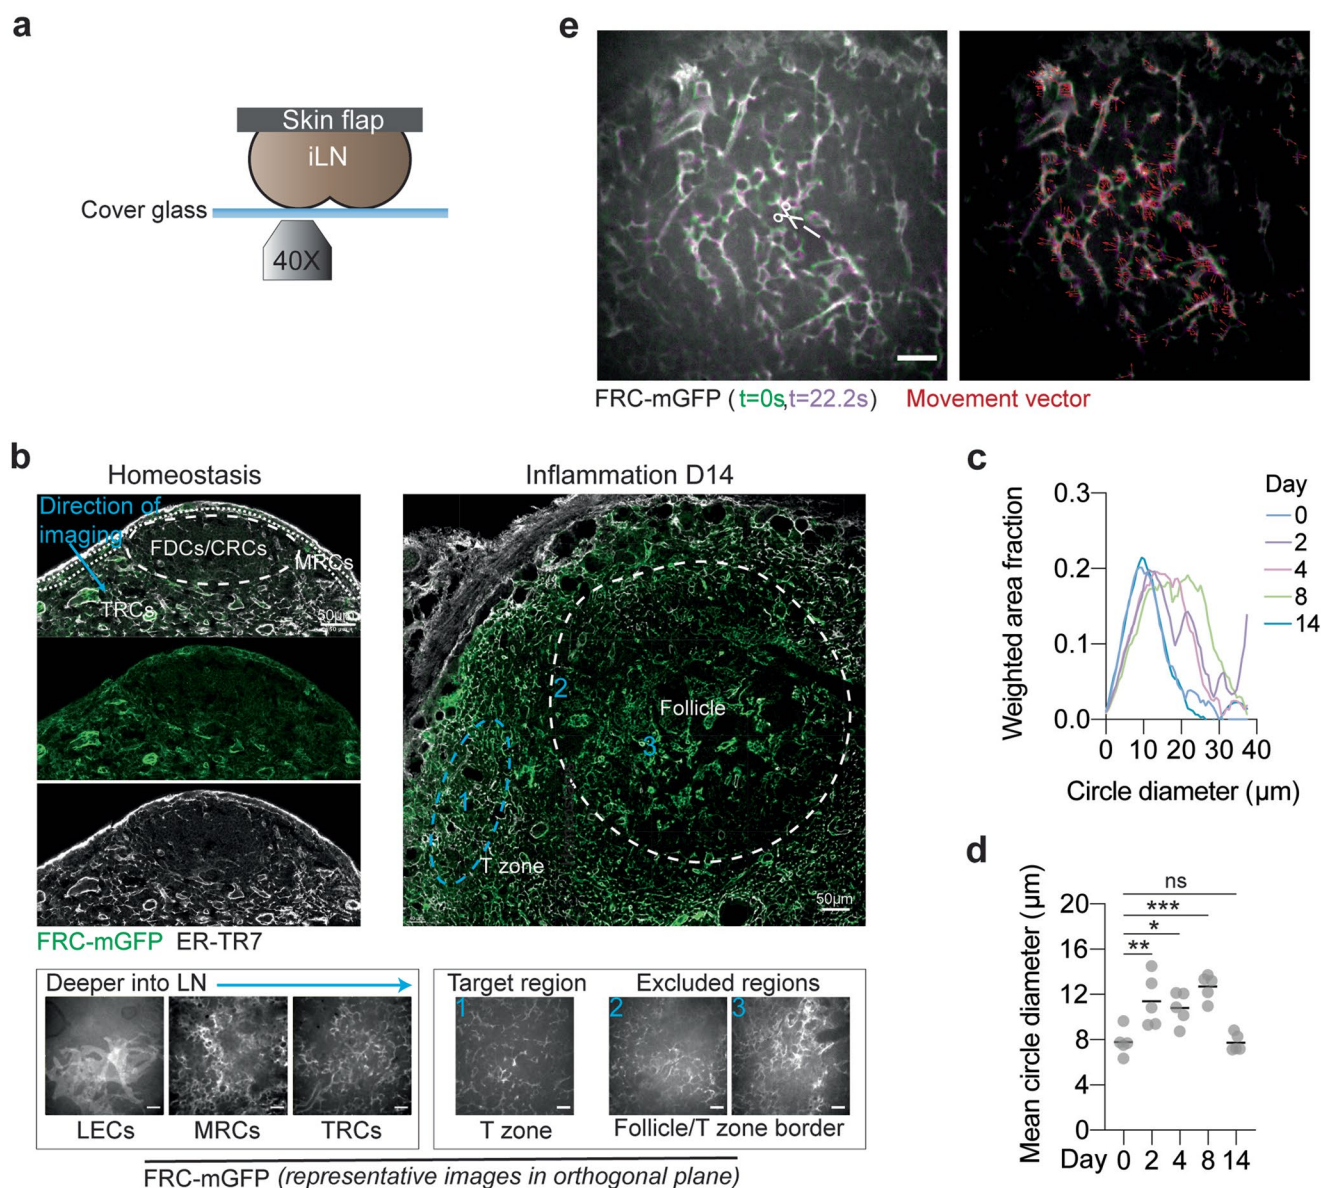 a
Skin flap
iLN
Cover glass
40X
e
FRC-mGFP (t=0s,t=22.2s) Movement vector
b
Homeostasis
Direction of
imaging
FDCs/CRCs
MRCs
TRCs
50µm
FRC-mGFP ER-TR7
Inflammation D14
2
Follicle
3
1
T zone
50µm
Deeper into LN
LECs
MRCs
TRCs
Target region
Excluded regions
1
2
3
T zone
Follicle/T zone border
FRC-mGFP (representative images in orthogonal plane)
c
Weighted area fraction
0.3
0.2
0.1
0.0
0 10 20 30 40
Circle diameter (µm)
Day
0
2
4
8
14
d
Mean circle diameter (µm)
20
16
12
8
4
0
ns
***
*
**
Day 0 2 4 8 14